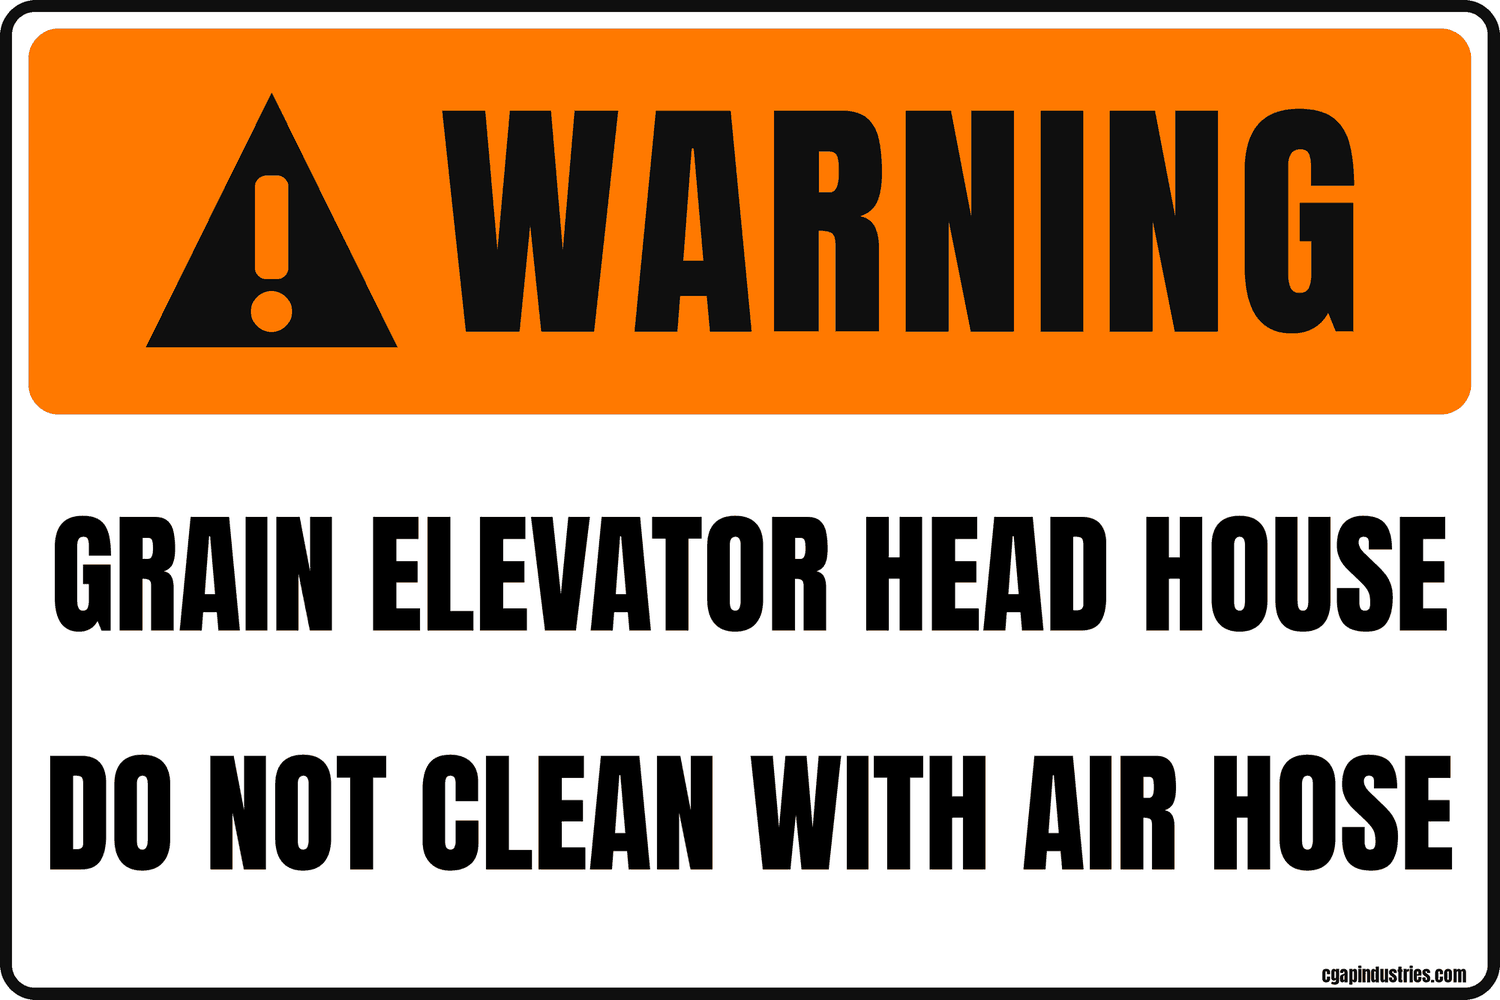 WARNING
GRAIN ELEVATOR HEAD HOUSE
DO NOT CLEAN WITH AIR HOSE
cgapindustries.com